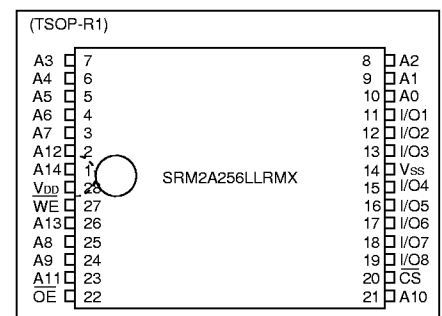 (TSOP-R1)
A3 7 8 A2
A4 6 9 A1
A5 5 10 A0
A6 4 11 I/O1
A7 3 12 I/O2
A12 2 13 I/O3
A14 1 SRM2A256LLRMX 14 VSS
VDD 28 15 I/O4
WE 27 16 I/O5
A13 26 17 I/O6
A8 25 18 I/O7
A9 24 19 I/O8
A11 23 20 CS
OE 22 21 A10